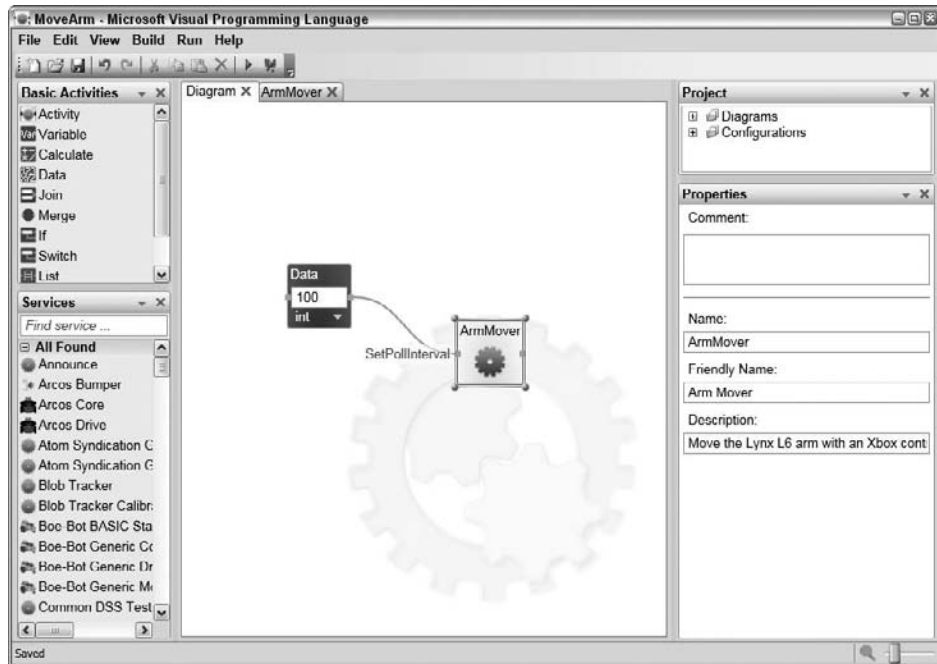 MoveArm - Microsoft Visual Programming Language
File Edit View Build Run Help
Basic Activities
Activity
Variable
Calculate
Data
Join
Merge
If
Switch
List
Services
Find service ...
All Found
Announce
Arcos Bumper
Arcos Core
Arcos Drive
Atom Syndication G
Atom Syndication G
Blob Tracker
Blob Tracker Calibr
Boe-Bot BASIC Sta
Boe-Bot Generic Co
Boe-Bot Generic Dr
Boe-Bot Generic Mo
Common DSS Test
Diagram
ArmMover
Data
100
int
SetPollInterval
ArmMover
Project
Diagrams
Configurations
Properties
Comment:
Name:
ArmMover
Friendly Name:
Arm Mover
Description:
Move the Lynx L6 arm with an Xbox cont
Saved